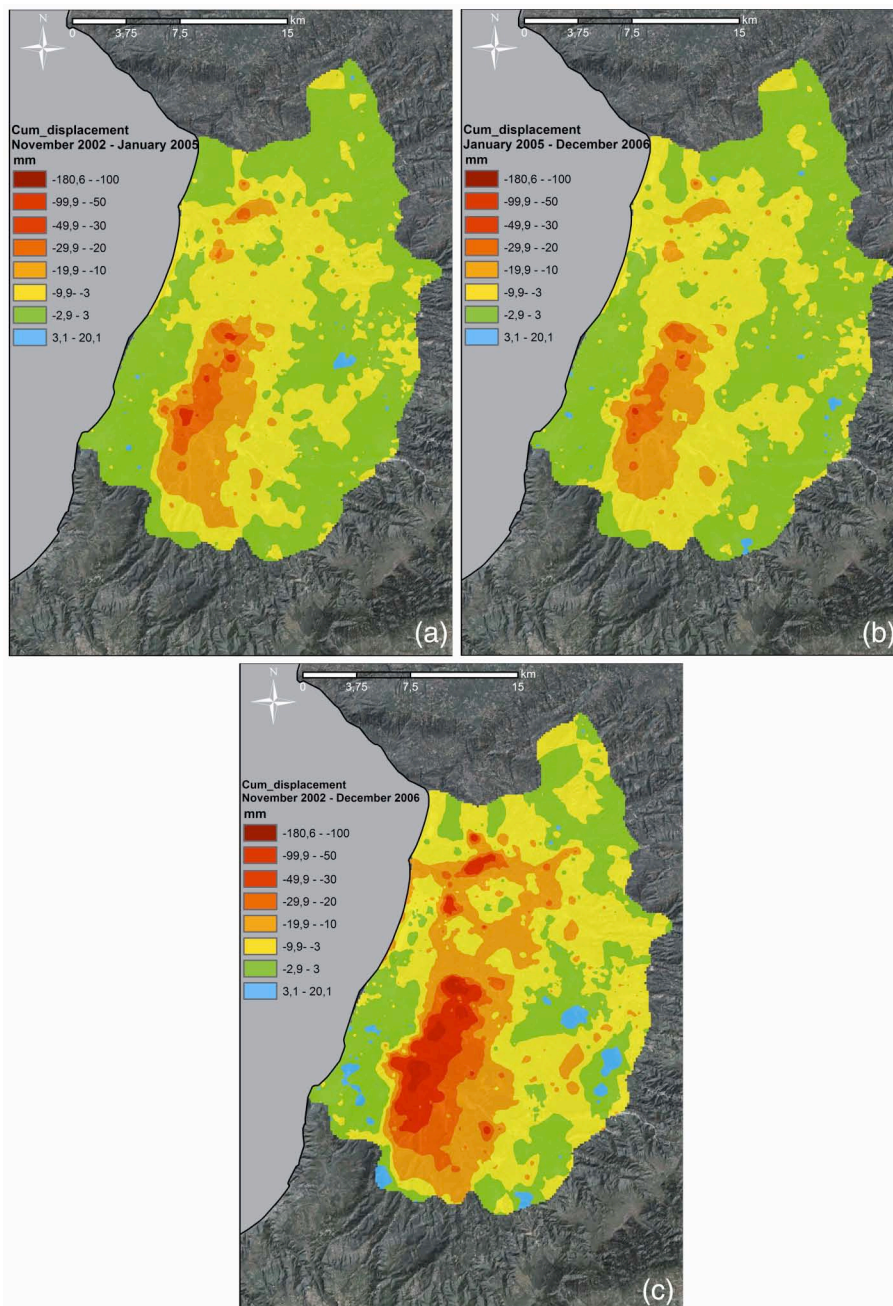 km
0 3,75 7,5 15
Cum_displacement
November 2002 - January 2005
mm
-180,6 - -100
-99,9 - -50
-49,9 - -30
-29,9 - -20
-19,9 - -10
-9,9- -3
-2,9 - 3
3,1 - 20,1
(a)
km
0 3,75 7,5 15
Cum_displacement
January 2005 - December 2006
mm
-180,6 - -100
-99,9 - -50
-49,9 - -30
-29,9 - -20
-19,9 - -10
-9,9- -3
-2,9 - 3
3,1 - 20,1
(b)
km
0 3,75 7,5 15
Cum_displacement
November 2002 - December 2006
mm
-180,6 - -100
-99,9 - -50
-49,9 - -30
-29,9 - -20
-19,9 - -10
-9,9- -3
-2,9 - 3
3,1 - 20,1
(c)